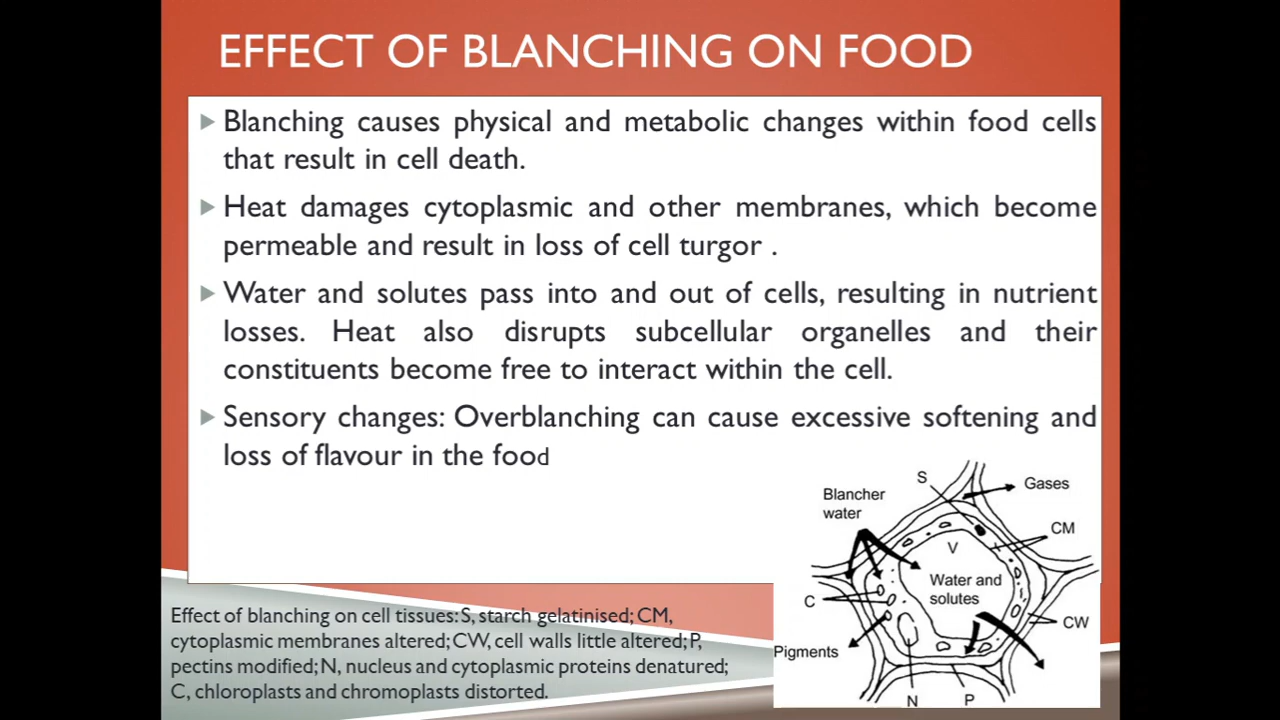 EFFECT OF BLANCHING ON FOOD
Blanching causes physical and metabolic changes within food cells
that result in cell death.
Heat damages cytoplasmic and other membranes, which become
permeable and result in loss of cell turgor .
Water and solutes pass into and out of cells, resulting in nutrient
losses. Heat also disrupts subcellular organelles and their
constituents become free to interact within the cell.
Sensory changes: Overblanching can cause excessive softening and
loss of flavour in the food
S
Gases
Blancher
water
CM
V
Water and
solutes
C
CW
Pigments
N
P
Effect of blanching on cell tissues: S, starch gelatinised; CM,
cytoplasmic membranes altered; CW, cell walls little altered; P,
pectins modified; N, nucleus and cytoplasmic proteins denatured;
C, chloroplasts and chromoplasts distorted.